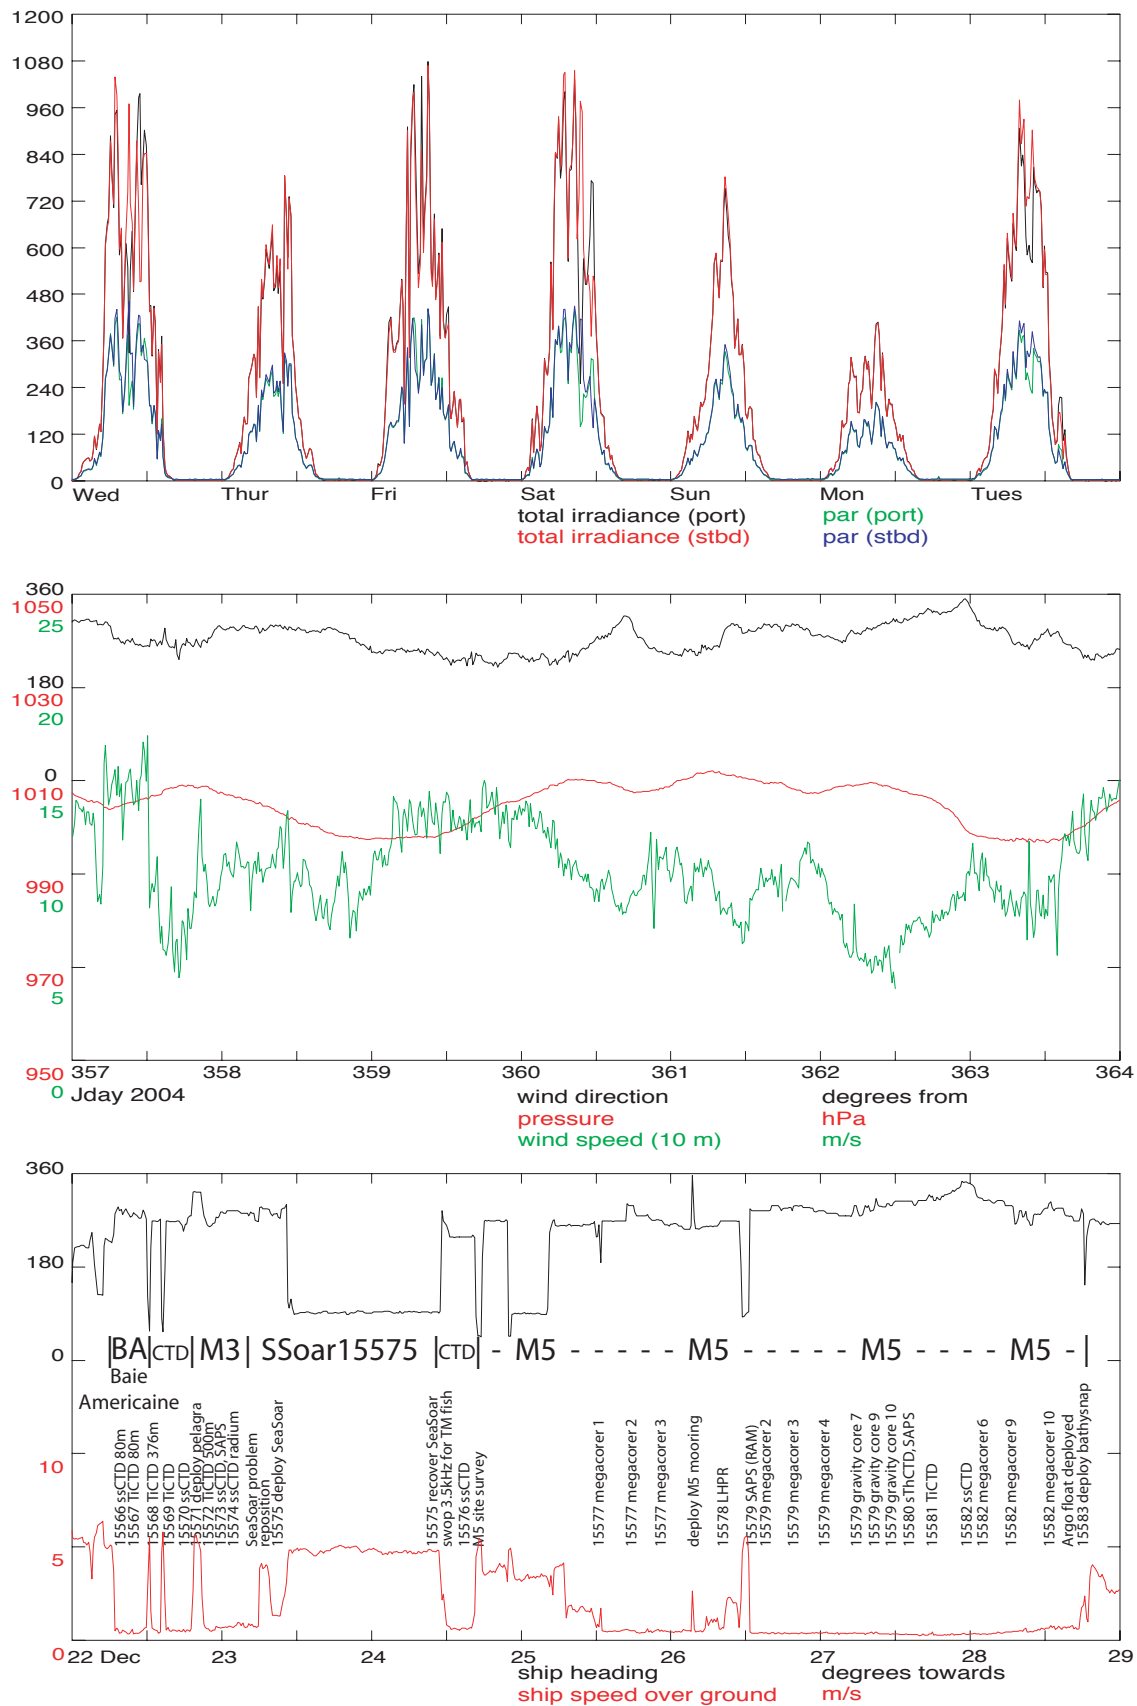 1200
1080
960
840
720
600
480
360
240
120
0
Wed Thur Fri Sat Sun Mon Tues
total irradiance (port) par (port)
total irradiance (stbd) par (stbd)
360
1050
25
180
1030
20
0
1010
15
990
10
970
5
950
0
357 358 359 360 361 362 363 364
Jday 2004 wind direction degrees from
pressure hPa
wind speed (10 m) m/s
360
180
0
|BA|CTD|M3| SSoar15575 |CTD| - M5 - - - - - M5 - - - - - M5 - - - - M5 - |
Baie
Americaine
15566 ssCTD 80m
15567 TiCTD 80m
15568 TiCTD 376m
15569 TiCTD
15570 ssCTD
15571 deploy pelagra
15572 TiCTD 500m
15573 ssCTD, SAPS
15574 ssCTD radium
SeaSoar problem
reposition
15575 deploy SeaSoar
15575 recover SeaSoar
swop 3.5kHz for TM fish
15576 ssCTD
M5 site survey
15577 megacorer 1
15577 megacorer 2
15577 megacorer 3
deploy M5 mooring
15578 LHPR
15579 SAPS (RAM)
15579 megacorer 2
15579 megacorer 3
15579 megacorer 4
15579 gravity core 7
15579 gravity core 9
15579 gravity core 10
15580 sThCTD, SAPS
15581 TiCTD
15582 ssCTD
15582 megacorer 6
15582 megacorer 9
15582 megacorer 10
Argo float deployed
15583 deploy bathysnap
10
5
0
22 Dec 23 24 25 26 27 28 29
ship heading degrees towards
ship speed over ground m/s